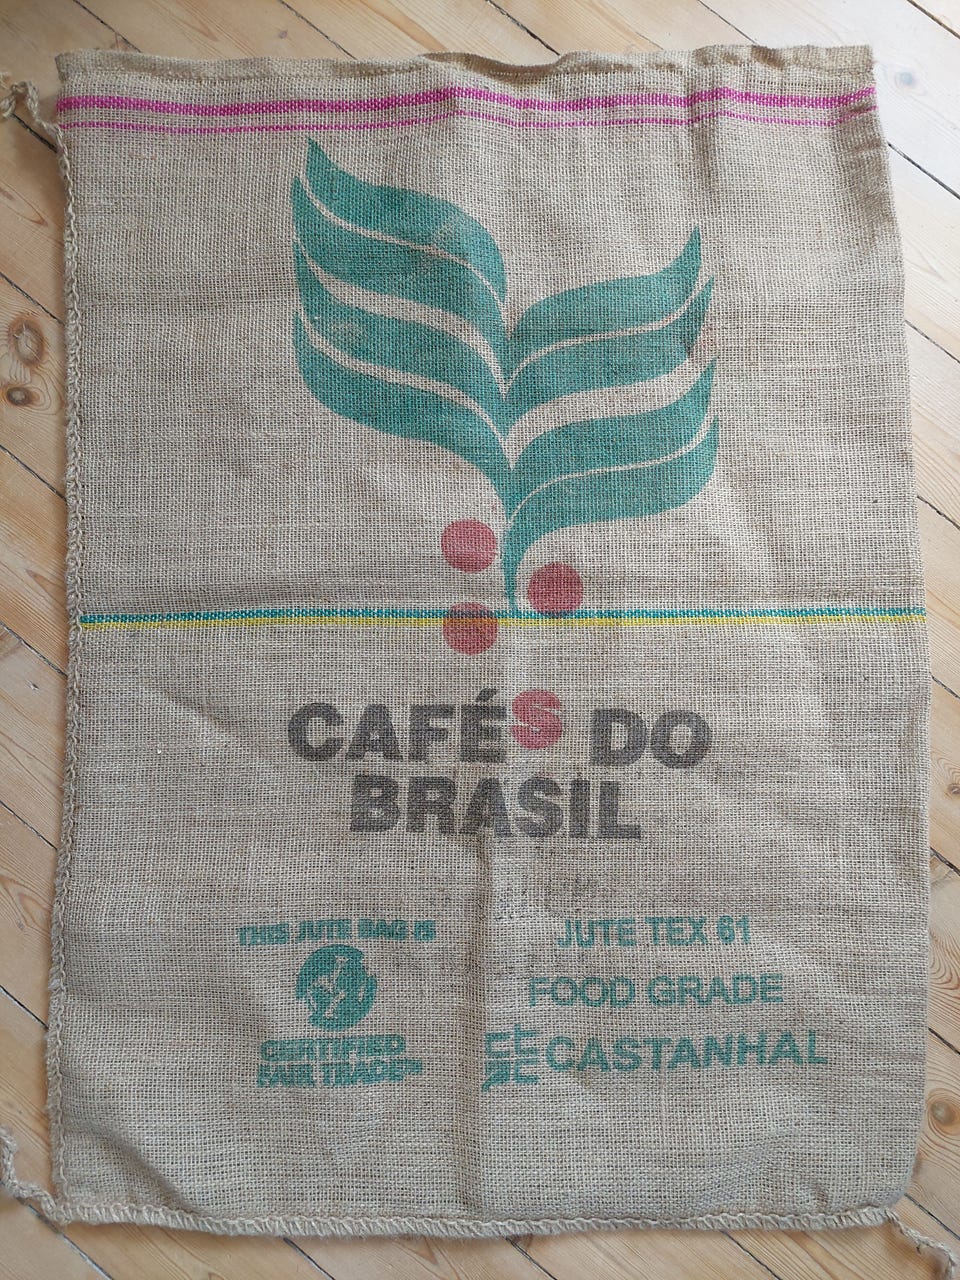 CAFÉS DO
BRASIL
THIS JUTE BAG IS
CERTIFIED
FAIR TRADE
JUTE TEX 61
FOOD GRADE
CASTANHAL